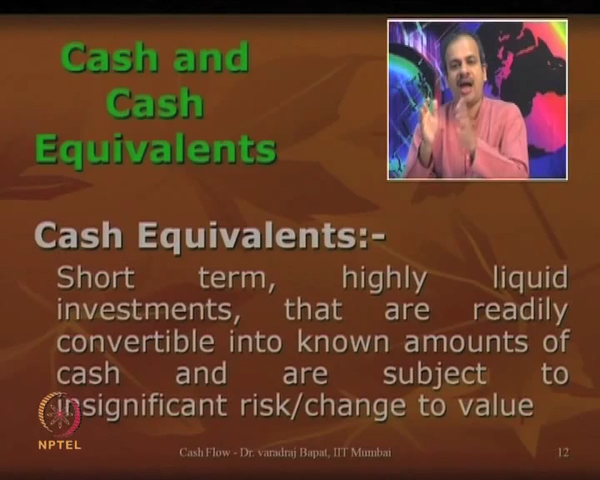 Cash and
Cash
Equivalents
Cash Equivalents:-
Short term, highly liquid
investments, that are readily
convertible into known amounts of
cash and are subject to
insignificant risk/change to value
NPTEL
Cash Flow - Dr. varadraj Bapat, IIT Mumbai
12